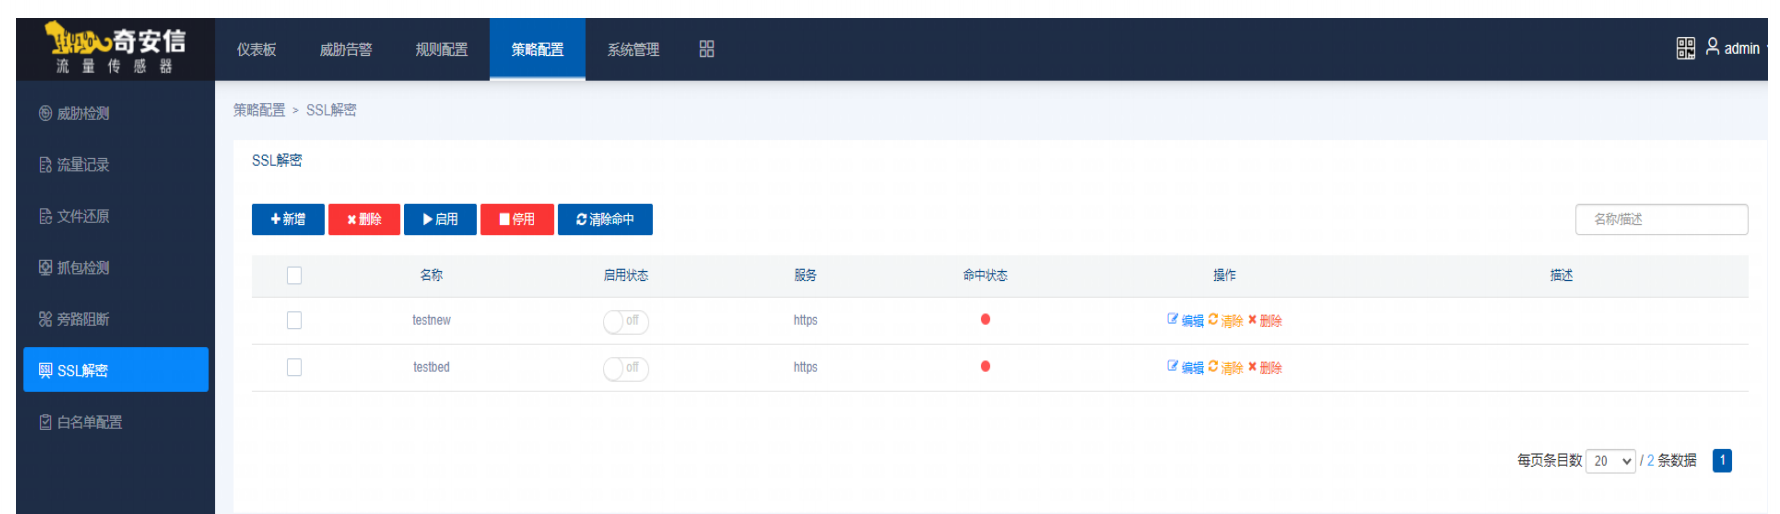 奇安信
流量传感器
仪表板 威胁告警 规则配置 策略配置 系统管理 admin
威胁检测
流量记录
文件还原
抓包检测
旁路阻断
SSL解密
白名单配置
策略配置 > SSL解密
SSL解密
新增 删除 启用 停用 清除命中 名称/描述
名称 启用状态 服务 命中状态 操作 描述
testnew off https 编辑 清除 删除
testbed off https 编辑 清除 删除
每页条目数 20 / 2 条数据 1